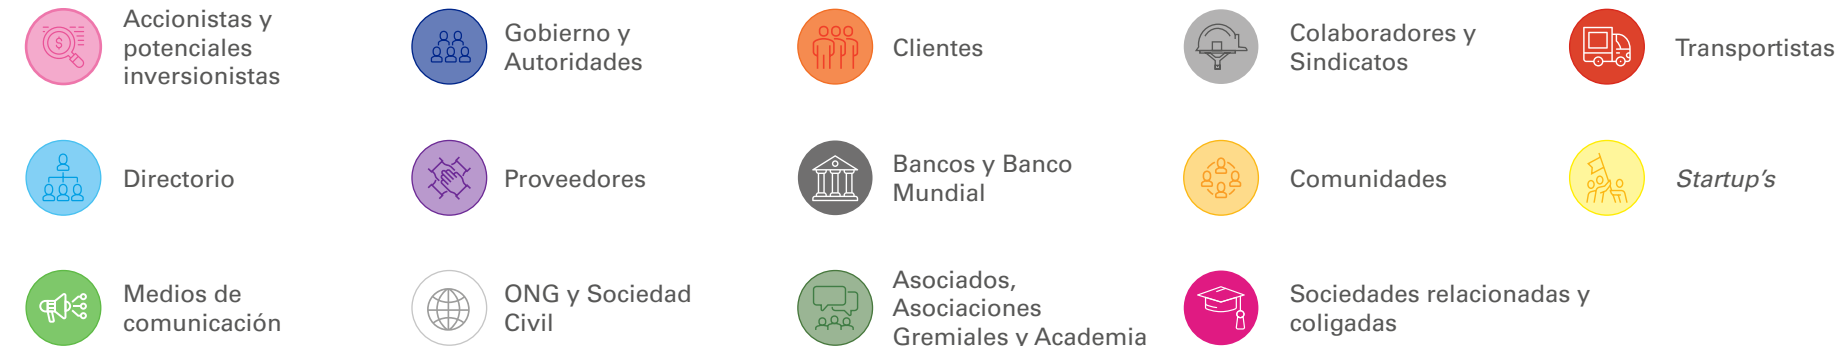 Accionistas y
potenciales
inversionistas
Gobierno y
Autoridades
Clientes
Colaboradores y
Sindicatos
Transportistas
Directorio
Proveedores
Bancos y Banco
Mundial
Comunidades
Startup's
Medios de
comunicación
ONG y Sociedad
Civil
Asociados,
Asociaciones
Gremiales y Academia
Sociedades relacionadas y
coligadas